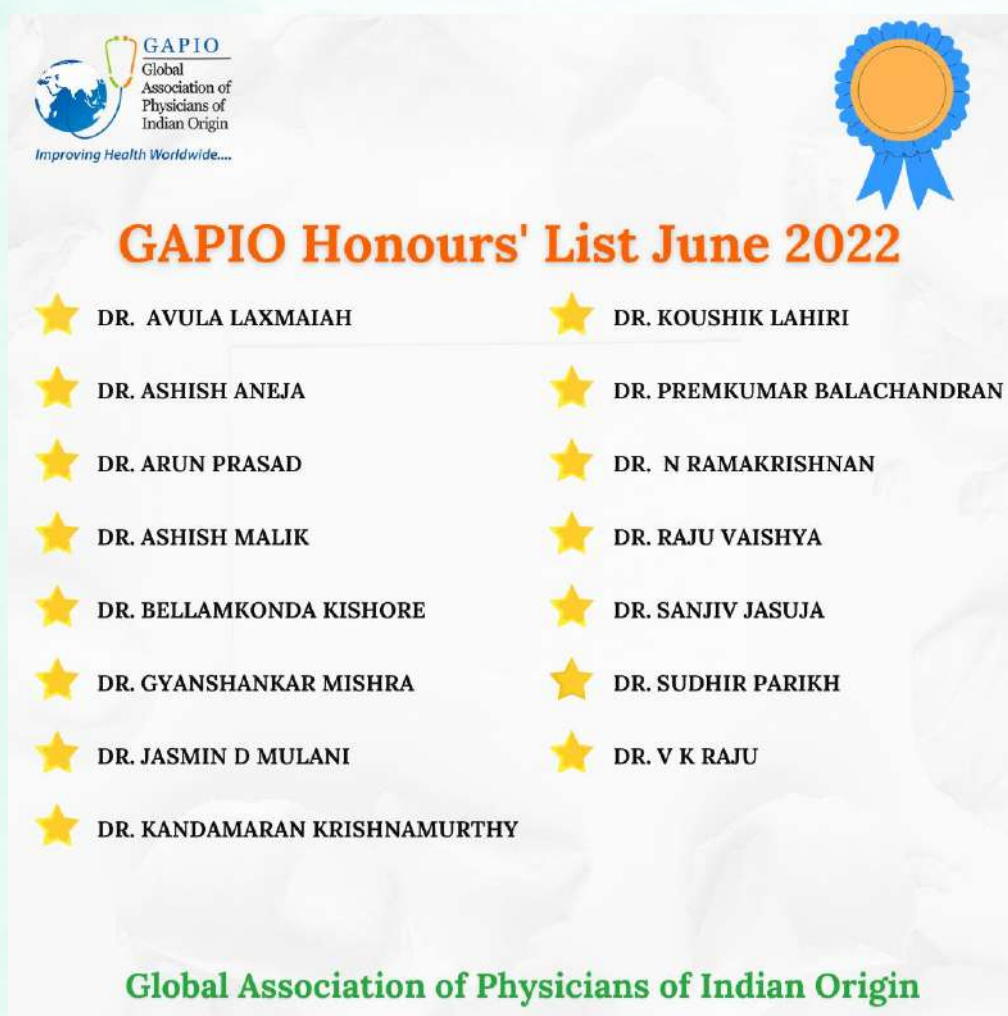 GAPIO
Global
Association of
Physicians of
Indian Origin
Improving Health Worldwide....
GAPIO Honours' List June 2022
DR. AVULA LAXMAIAH
DR. ASHISH ANEJA
DR. ARUN PRASAD
DR. ASHISH MALIK
DR. BELLAMKONDA KISHORE
DR. GYANSHANKAR MISHRA
DR. JASMIN D MULANI
DR. KANDAMARAN KRISHNAMURTHY
DR. KOUSHIK LAHIRI
DR. PREMKUMAR BALACHANDRAN
DR. N RAMAKRISHNAN
DR. RAJU VAISHYA
DR. SANJIV JASUJA
DR. SUDHIR PARIKH
DR. V K RAJU
Global Association of Physicians of Indian Origin